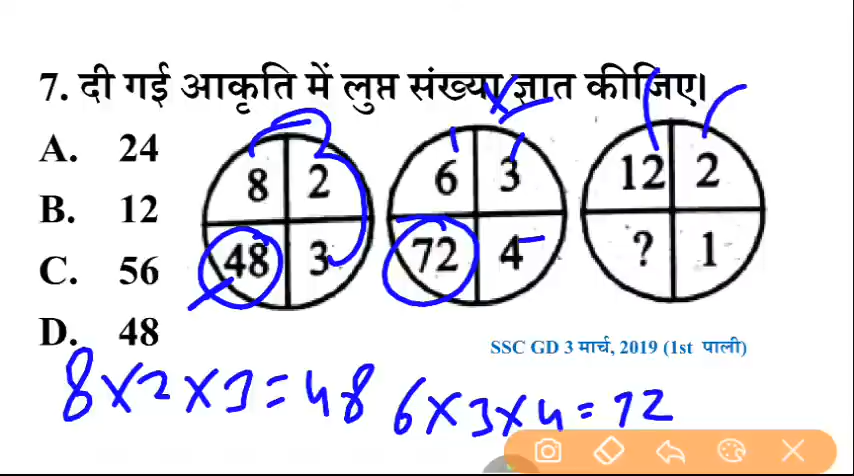 7. दी गई आकृति में लुप्त संख्या ज्ञात कीजिए।
A. 24
B. 12
C. 56
D. 48
8 2
48 3
6 3
72 4
12 2
? 1
SSC GD 3 मार्च, 2019 (1st पाली)
8×2×3=48 6×3×4=72